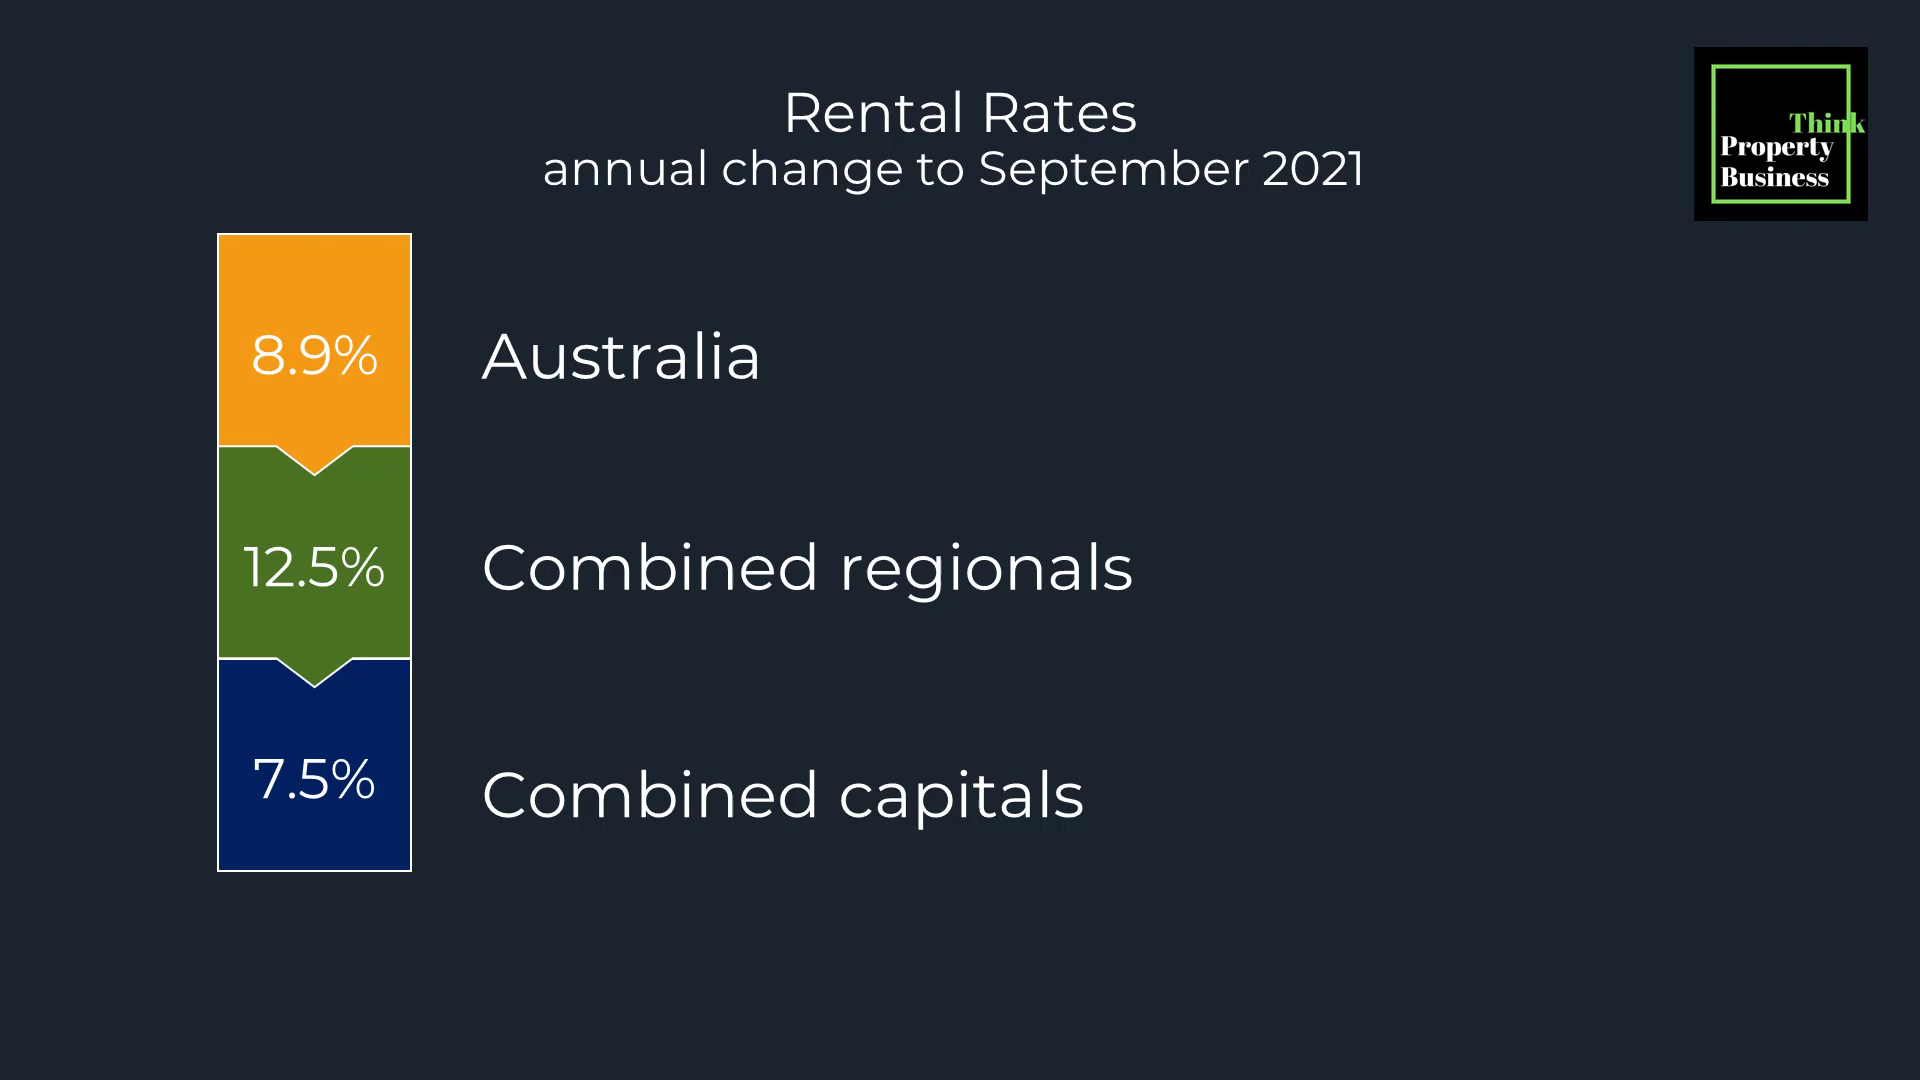 Rental Rates
annual change to September 2021
Think
Property
Business
8.9%
Australia
12.5%
Combined regionals
7.5%
Combined capitals